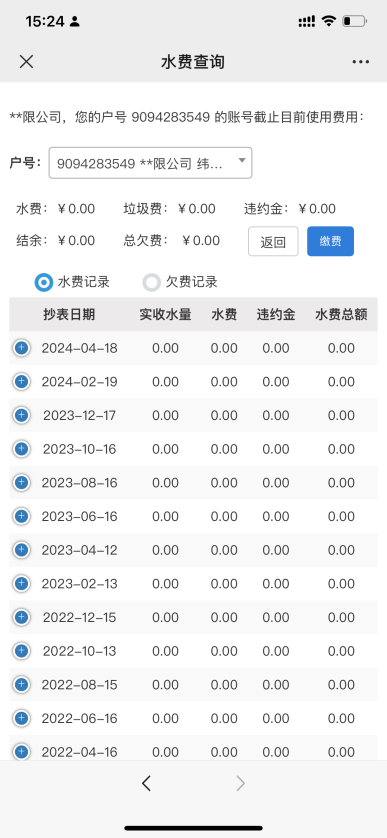 15:24
水费查询
**限公司，您的户号 9094283549 的账号截止目前使用费用：
户号： 9094283549 **限公司 纬...
水费：￥0.00 垃圾费：￥0.00 违约金：￥0.00
结余：￥0.00 总欠费：￥0.00 返回 缴费
水费记录 欠费记录
抄表日期 实收水量 水费 违约金 水费总额
2024-04-18 0.00 0.00 0.00 0.00
2024-02-19 0.00 0.00 0.00 0.00
2023-12-17 0.00 0.00 0.00 0.00
2023-10-16 0.00 0.00 0.00 0.00
2023-08-16 0.00 0.00 0.00 0.00
2023-06-16 0.00 0.00 0.00 0.00
2023-04-12 0.00 0.00 0.00 0.00
2023-02-13 0.00 0.00 0.00 0.00
2022-12-15 0.00 0.00 0.00 0.00
2022-10-13 0.00 0.00 0.00 0.00
2022-08-15 0.00 0.00 0.00 0.00
2022-06-16 0.00 0.00 0.00 0.00
2022-04-16 0.00 0.00 0.00 0.00